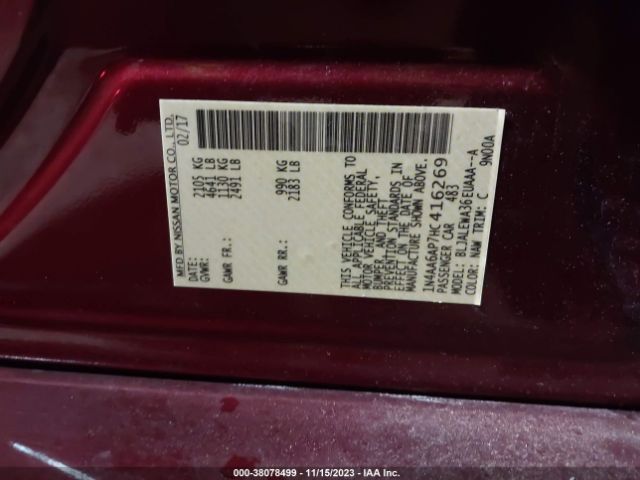 MFD BY NISSAN MOTOR CO., LTD.
DATE: 02/17
GVWR: 2105 KG
4641 LB
GAWR FR.: 1130 KG
2491 LB
GAWR RR.: 990 KG
2183 LB
THIS VEHICLE CONFORMS TO
ALL APPLICABLE FEDERAL
MOTOR VEHICLE SAFETY,
BUMPER, AND THEFT
PREVENTION STANDARDS IN
EFFECT ON THE DATE OF
MANUFACTURE SHOWN ABOVE.
1N4AA6AP7HC416269
PASSENGER CAR 483
MODEL: BLJALEWA36EUAAA--A
COLOR: NAW TRIM: C 9N00A
000-38078499 - 11/15/2023 - IAA Inc.